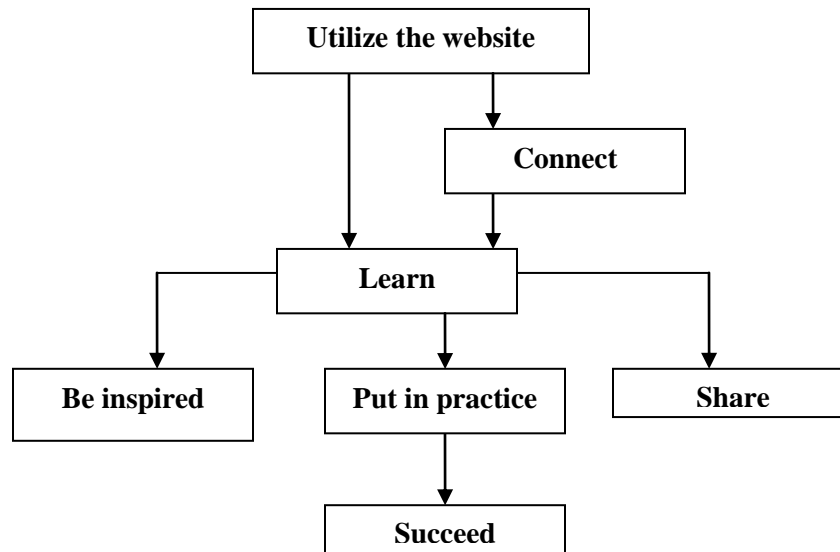 Utilize the website
Connect
Learn
Be inspired
Put in practice
Share
Succeed